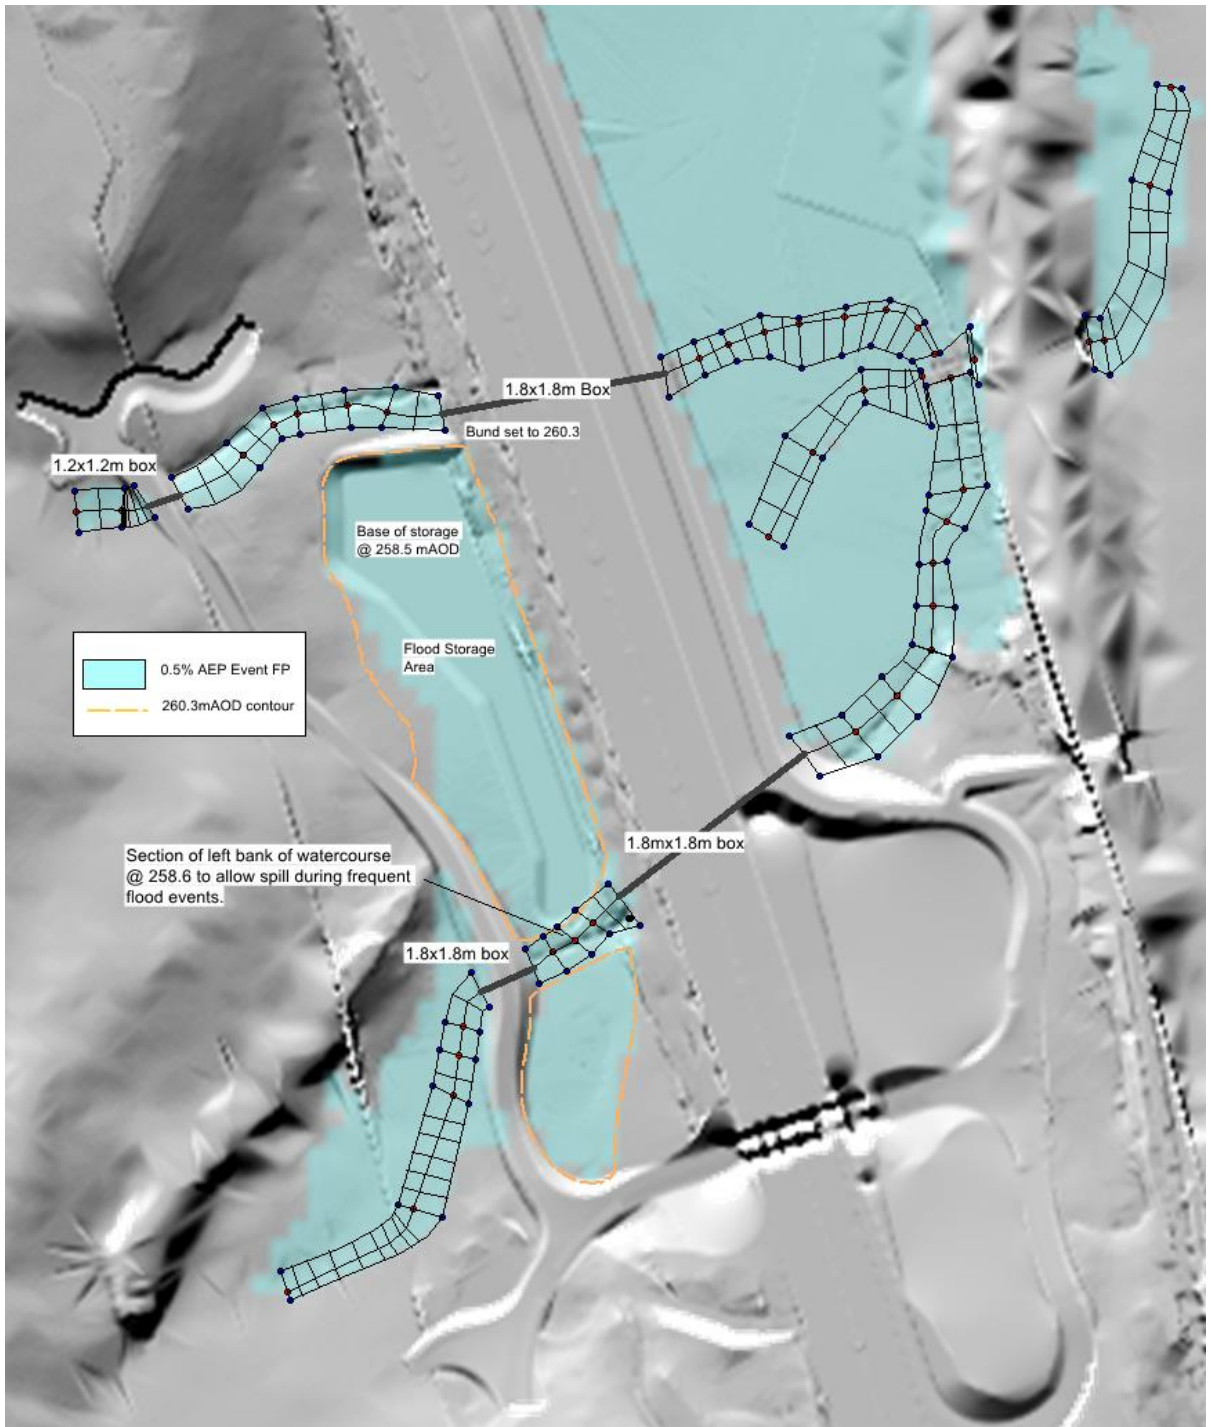 1.8x1.8m Box
Bund set to 260.3
1.2x1.2m box
Base of storage
@ 258.5 mAOD
Flood Storage
Area
0.5% AEP Event FP
260.3mAOD contour
1.8mx1.8m box
Section of left bank of watercourse
@ 258.6 to allow spill during frequent
flood events.
1.8x1.8m box